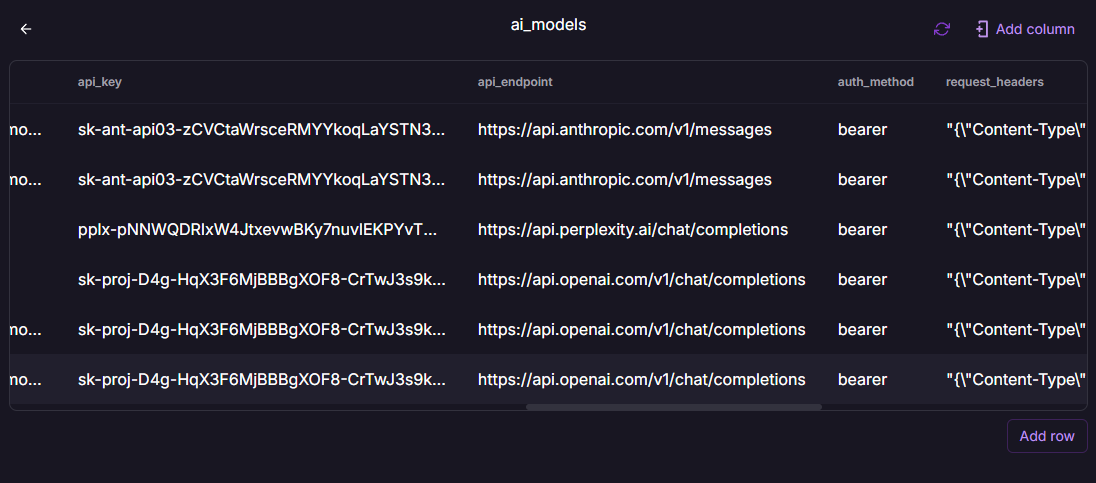 ai_models
Add column
api_key api_endpoint auth_method request_headers
mo... sk-ant-api03-zCVCtaWrsceRMYYkoqLaYSTN3... https://api.anthropic.com/v1/messages bearer "{\"Content-Type\"
mo... sk-ant-api03-zCVCtaWrsceRMYYkoqLaYSTN3... https://api.anthropic.com/v1/messages bearer "{\"Content-Type\"
pplx-pNNWQDRlxW4JtxevwBKy7nuvlEKPYvT... https://api.perplexity.ai/chat/completions bearer "{\"Content-Type\"
sk-proj-D4g-HqX3F6MjBBBgXOF8-CrTwJ3s9k... https://api.openai.com/v1/chat/completions bearer "{\"Content-Type\"
mo... sk-proj-D4g-HqX3F6MjBBBgXOF8-CrTwJ3s9k... https://api.openai.com/v1/chat/completions bearer "{\"Content-Type\"
mo... sk-proj-D4g-HqX3F6MjBBBgXOF8-CrTwJ3s9k... https://api.openai.com/v1/chat/completions bearer "{\"Content-Type\"
Add row